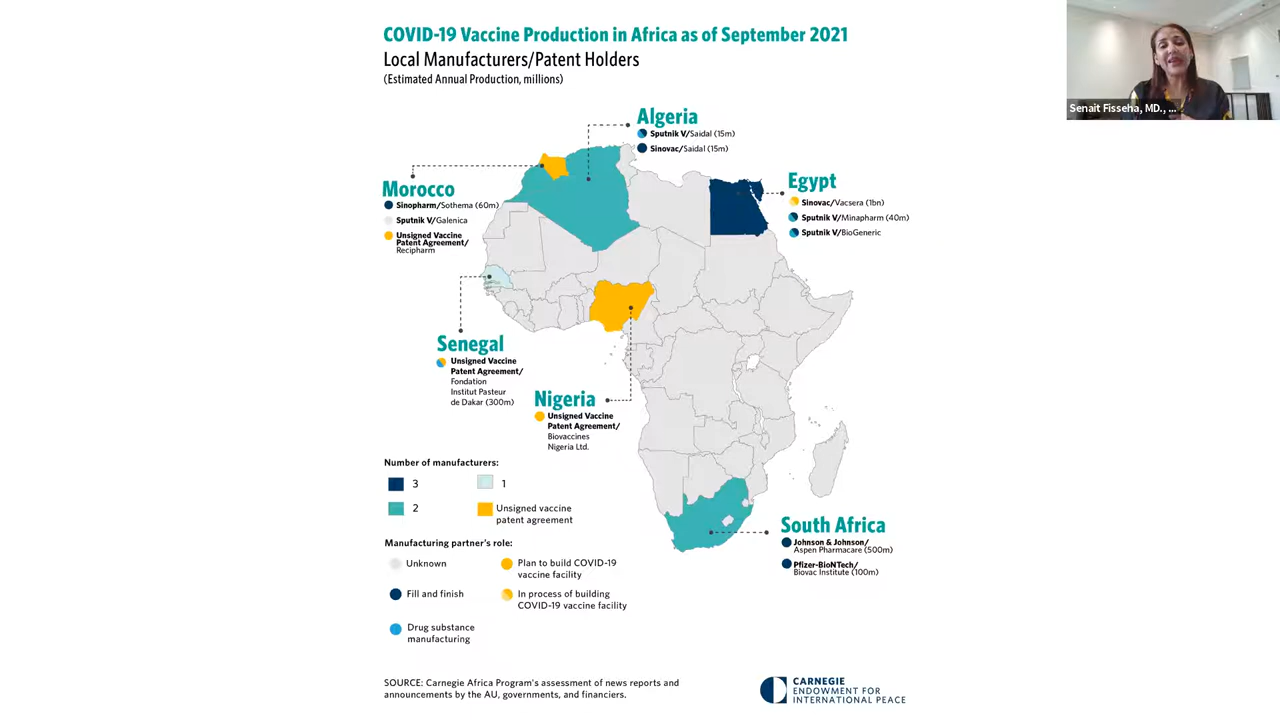 COVID-19 Vaccine Production in Africa as of September 2021
Local Manufacturers/Patent Holders
(Estimated Annual Production, millions)
Senait Fisseha, MD., ...
Algeria
Sputnik V/Saidal (15m)
Sinovac/Saidal (15m)
Morocco
Sinopharm/Sothema (60m)
Sputnik V/Galenica
Unsigned Vaccine
Patent Agreement/
Recipharm
Egypt
Sinovac/Vacsera (1bn)
Sputnik V/Minapharm (40m)
Sputnik V/BioGeneric
Senegal
Unsigned Vaccine
Patent Agreement/
Fondation
Institut Pasteur
de Dakar (300m)
Nigeria
Unsigned Vaccine
Patent Agreement/
Biovaccines
Nigeria Ltd.
South Africa
Johnson & Johnson/
Aspen Pharmacare (500m)
Pfizer-BioNTech/
Biovac Institute (100m)
Number of manufacturers:
3
1
2
Unsigned vaccine
patent agreement
Manufacturing partner's role:
Unknown
Plan to build COVID-19
vaccine facility
Fill and finish
In process of building
COVID-19 vaccine facility
Drug substance
manufacturing
SOURCE: Carnegie Africa Program's assessment of news reports and
announcements by the AU, governments, and financiers.
CARNEGIE
ENDOWMENT FOR
INTERNATIONAL PEACE